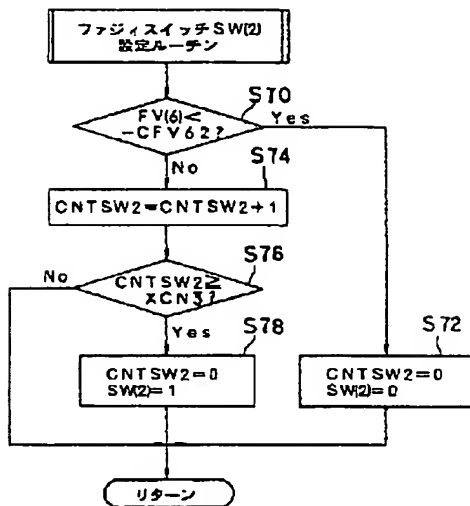 ファジィスイッチSW(2)
設定ルーチン
S70
FV(6)<
-CFV62?
Yes
No
S74
CNTSW2=CNTSW2+1
S76
No
CNTSW2≧
XCN3?
Yes
S78
S72
CNTSW2=0
SW(2)=1
CNTSW2=0
SW(2)=0
リターン